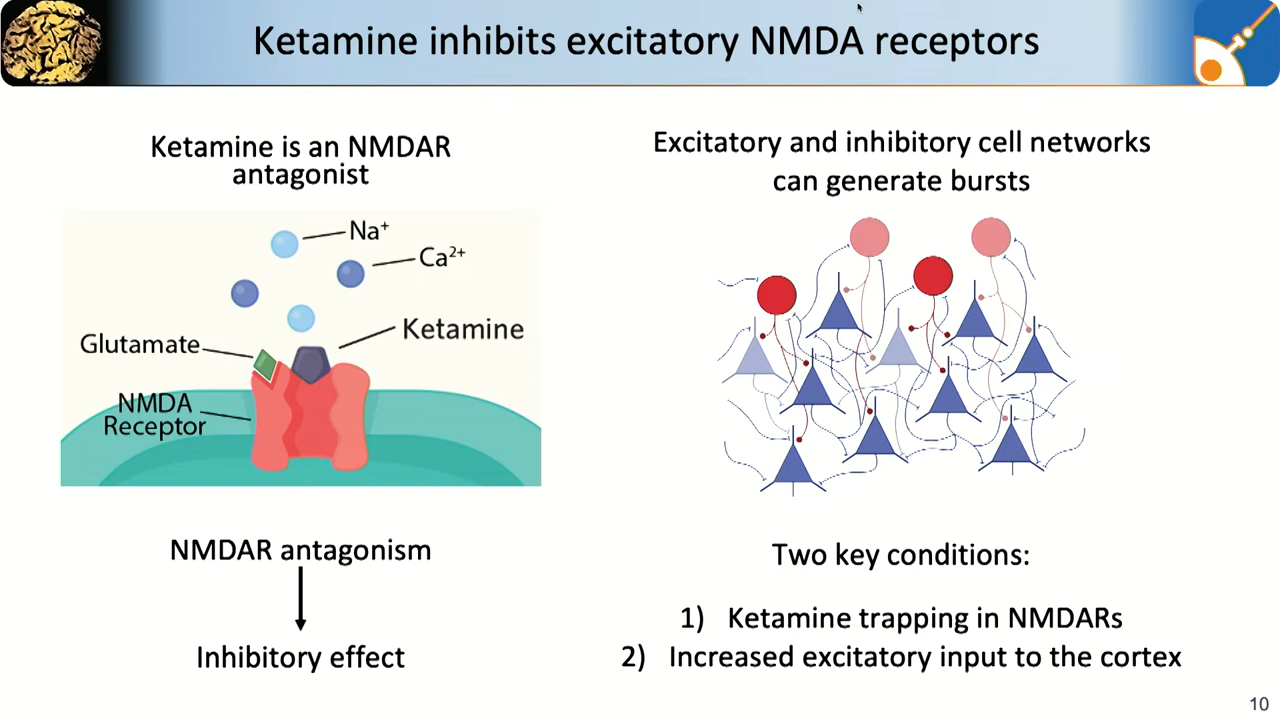 Ketamine inhibits excitatory NMDA receptors
Ketamine is an NMDAR
antagonist
Na⁺
Ca²⁺
Ketamine
Glutamate
NMDA
Receptor
NMDAR antagonism
Inhibitory effect
Excitatory and inhibitory cell networks
can generate bursts
Two key conditions:
1) Ketamine trapping in NMDARs
2) Increased excitatory input to the cortex
10